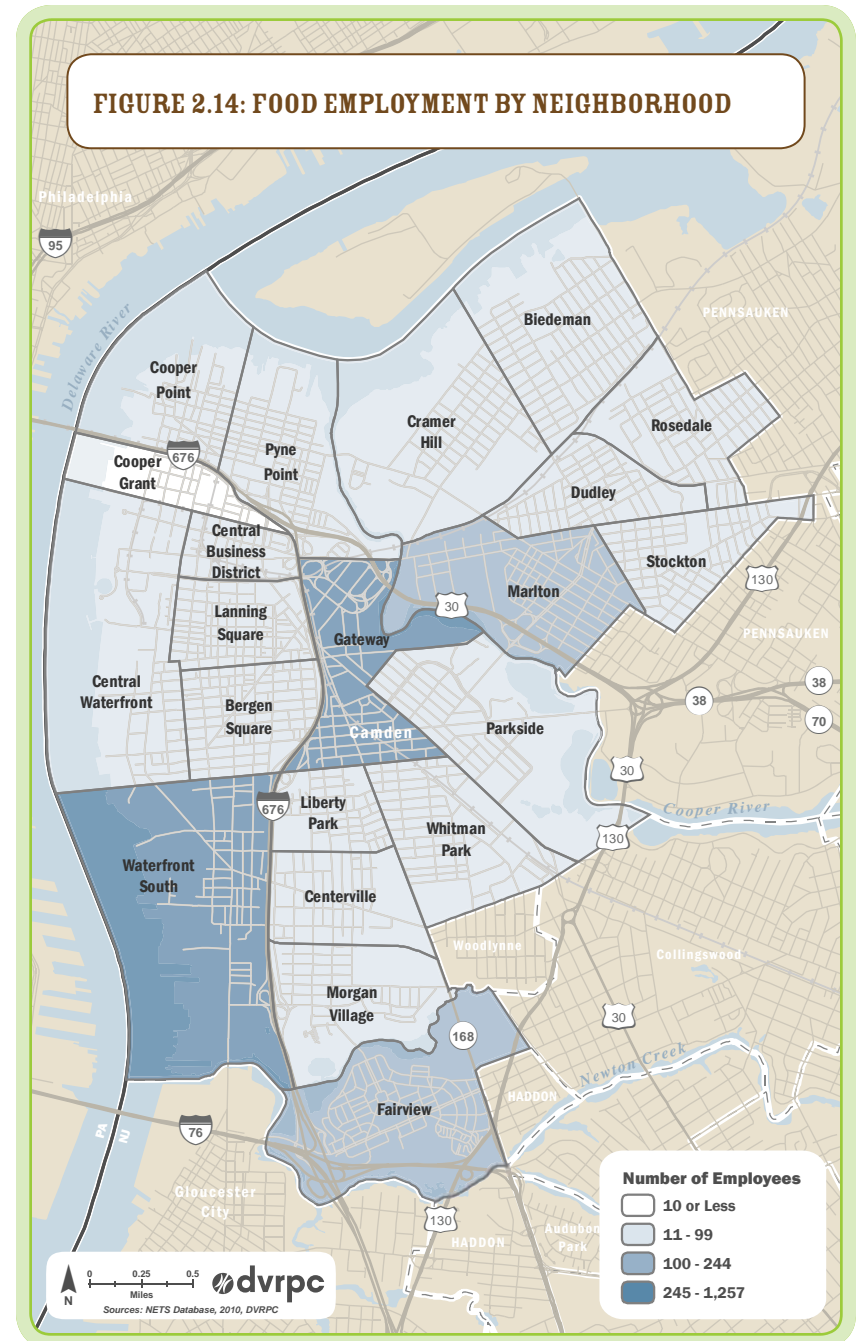 FIGURE 2.14: FOOD EMPLOYMENT BY NEIGHBORHOOD
Philadelphia
95
Delaware River
Biedeman
PENNSAUKEN
Cooper
Point
Cramer
Hill
Rosedale
676
Pyne
Point
Cooper
Grant
Dudley
Central
Business
District
Stockton
Marlton
130
30
Lanning
Square
Gateway
PENNSAUKEN
Central
Waterfront
38
38
70
Bergen
Square
Camden
Parkside
30
676
Liberty
Park
Cooper River
Whitman
Park
130
Waterfront
South
Centerville
Woodlynne
Collingswood
Morgan
Village
168
30
Newton Creek
HADDON
Fairview
PA
NJ
76
Gloucester
City
130
HADDON
Audubon
Park
Number of Employees
10 or Less
11 - 99
100 - 244
245 - 1,257
N
0 0.25 0.5
Miles
dvrpc
Sources: NETS Database, 2010, DVRPC